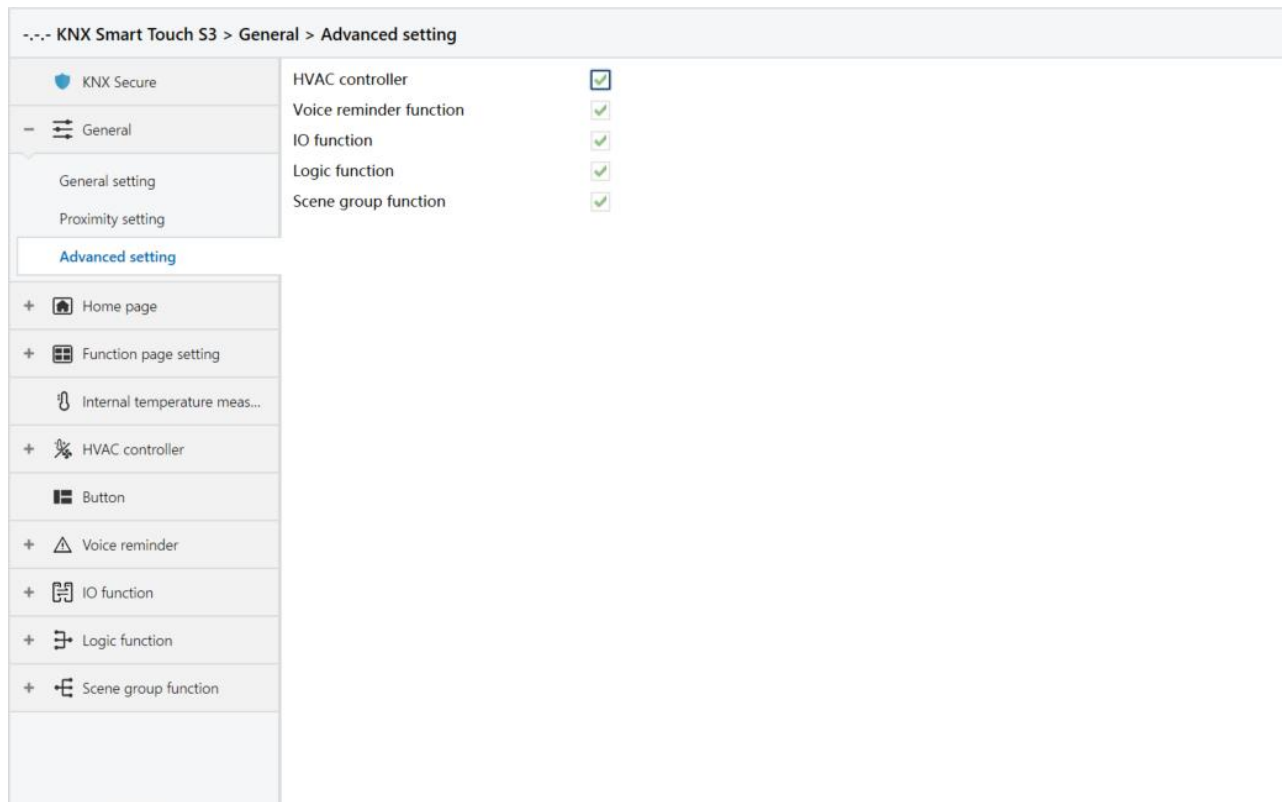 -.-.- KNX Smart Touch S3 > General > Advanced setting
KNX Secure
General
General setting
Proximity setting
Advanced setting
Home page
Function page setting
Internal temperature meas...
HVAC controller
Button
Voice reminder
IO function
Logic function
Scene group function
HVAC controller
Voice reminder function
IO function
Logic function
Scene group function